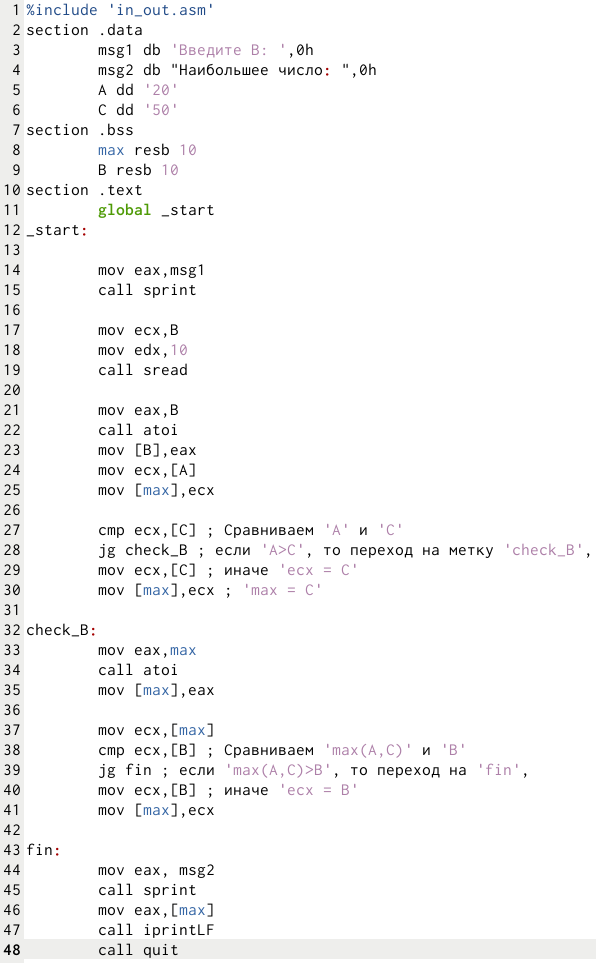 1 %include 'in_out.asm'
2 section .data
3 msg1 db 'Введите B: ',0h
4 msg2 db "Наибольшее число: ",0h
5 A dd '20'
6 C dd '50'
7 section .bss
8 max resb 10
9 B resb 10
10 section .text
11 global _start
12 _start:
13
14 mov eax,msg1
15 call sprint
16
17 mov ecx,B
18 mov edx,10
19 call sread
20
21 mov eax,B
22 call atoi
23 mov [B],eax
24 mov ecx,[A]
25 mov [max],ecx
26
27 cmp ecx,[C] ; Сравниваем 'A' и 'C'
28 jg check_B ; если 'A>C', то переход на метку 'check_B',
29 mov ecx,[C] ; иначе 'ecx = C'
30 mov [max],ecx ; 'max = C'
31
32 check_B:
33 mov eax,max
34 call atoi
35 mov [max],eax
36
37 mov ecx,[max]
38 cmp ecx,[B] ; Сравниваем 'max(A,C)' и 'B'
39 jg fin ; если 'max(A,C)>B', то переход на 'fin',
40 mov ecx,[B] ; иначе 'ecx = B'
41 mov [max],ecx
42
43 fin:
44 mov eax, msg2
45 call sprint
46 mov eax,[max]
47 call iprintLF
48 call quit